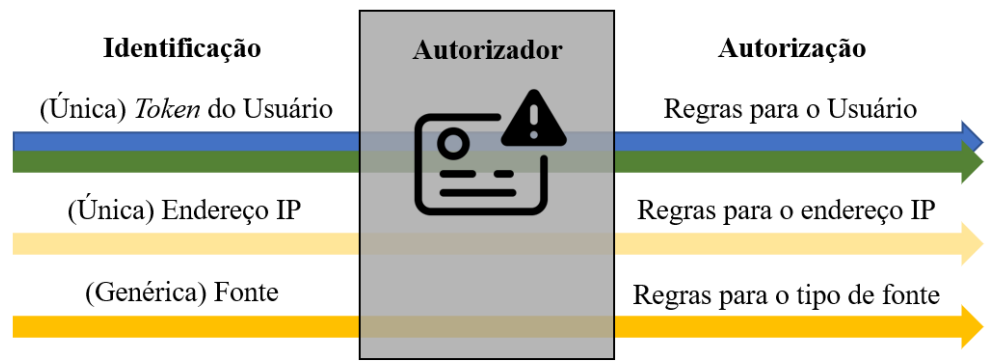 Identificação
Autorizador
Autorização
(Única) Token do Usuário
Regras para o Usuário
(Única) Endereço IP
Regras para o endereço IP
(Genérica) Fonte
Regras para o tipo de fonte